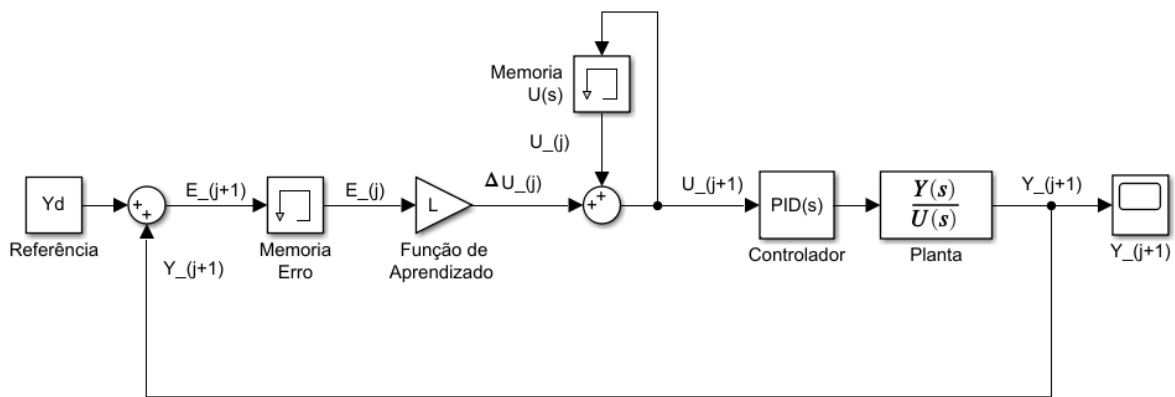 Memoria
U(s)
U_(j)
Yd
Referência
+
+
E_(j+1)
Memoria
Erro
E_(j)
L
Função de
Aprendizado
Δ U_(j)
+
+
U_(j+1)
PID(s)
Controlador
Y(s)
U(s)
Planta
Y_(j+1)
Y_(j+1)
Y_(j+1)